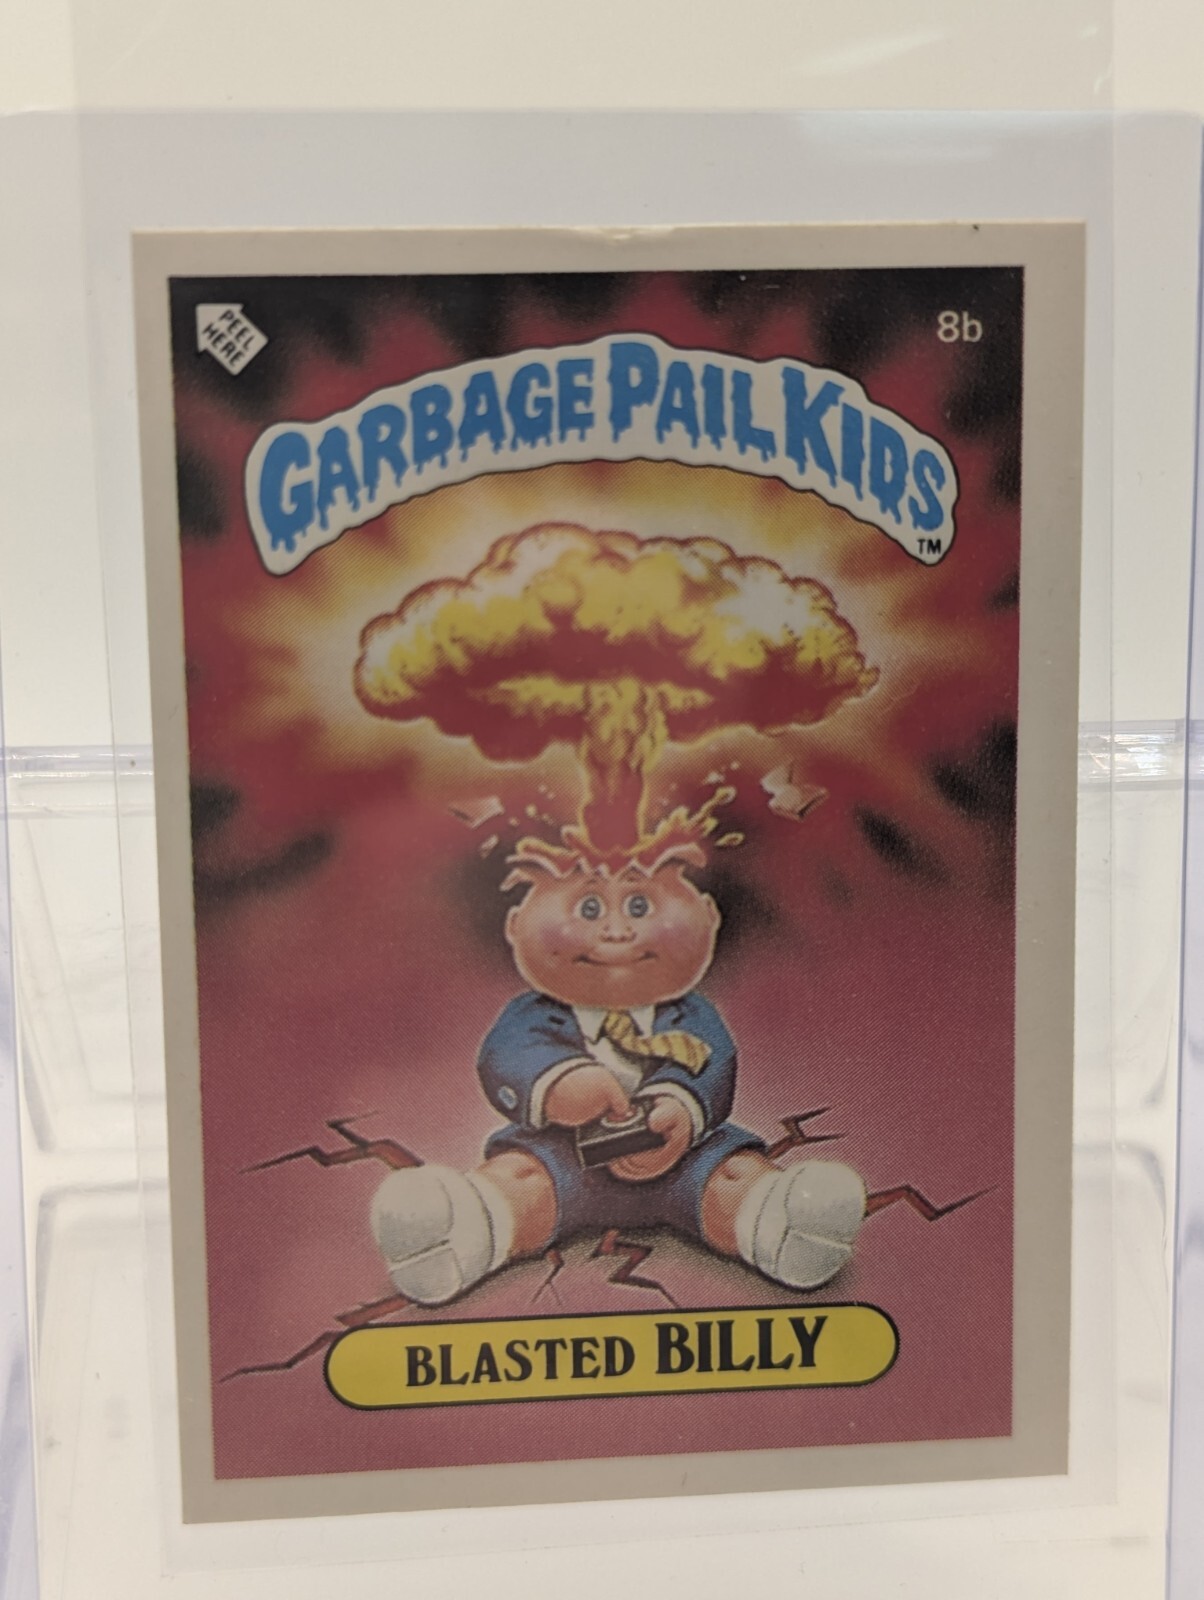 PEEL
HERE
8b
GARBAGE PAIL KIDS
TM
BLASTED BILLY